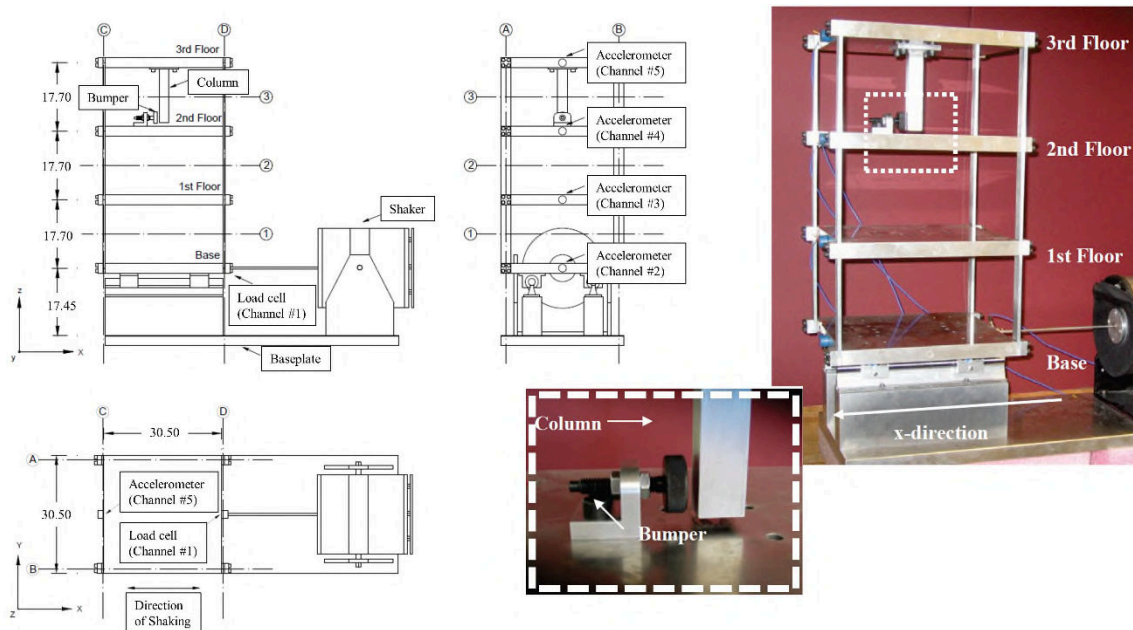 C
D
3rd Floor
Column
17.70
Bumper
3
2nd Floor
17.70
2
1st Floor
17.70
1
Shaker
Base
17.45
Load cell
(Channel #1)
z
y
x
Baseplate
A
B
Accelerometer
(Channel #5)
3
Accelerometer
(Channel #4)
2
Accelerometer
(Channel #3)
1
Accelerometer
(Channel #2)
3rd Floor
2nd Floor
1st Floor
Base
x-direction
C
D
30.50
A
Accelerometer
(Channel #5)
30.50
Load cell
(Channel #1)
B
Y
Z
X
Direction
of Shaking
Column
Bumper